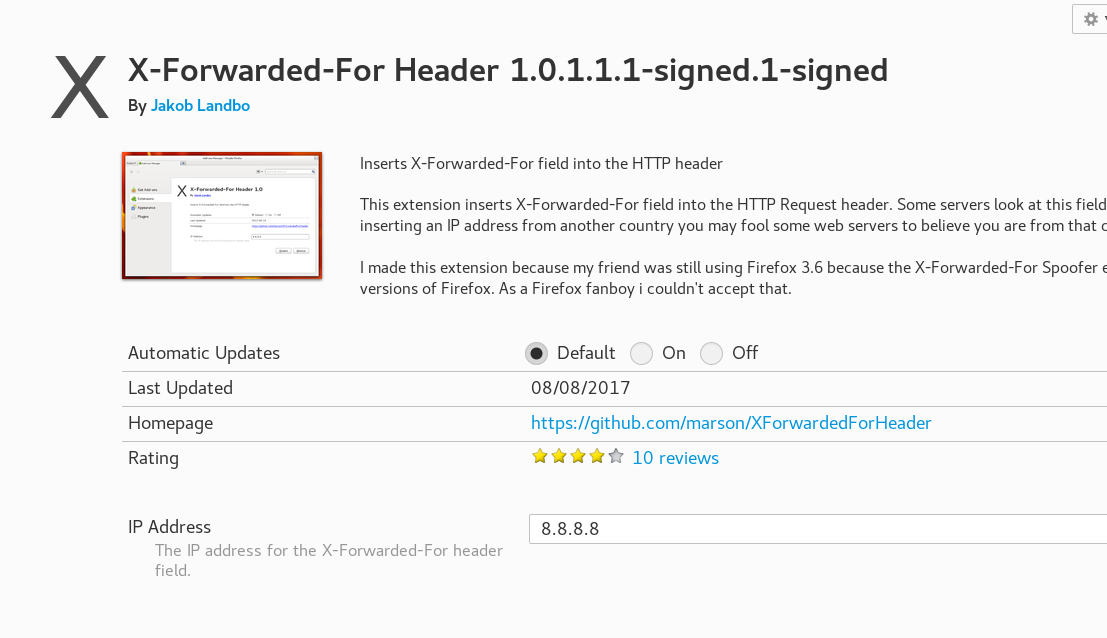 X
X-Forwarded-For Header 1.0.1.1.1-signed.1-signed
By Jakob Landbo
Inserts X-Forwarded-For field into the HTTP header
This extension inserts X-Forwarded-For field into the HTTP Request header. Some servers look at this field
inserting an IP address from another country you may fool some web servers to believe you are from that
I made this extension because my friend was still using Firefox 3.6 because the X-Forwarded-For Spoofer
versions of Firefox. As a Firefox fanboy i couldn't accept that.
X X-Forwarded-For Header 1.0
Automatic Updates Default On Off
Last Updated 08/08/2017
Homepage https://github.com/marson/XForwardedForHeader
Rating 10 reviews
IP Address 8.8.8.8
The IP address for the X-Forwarded-For header
field.